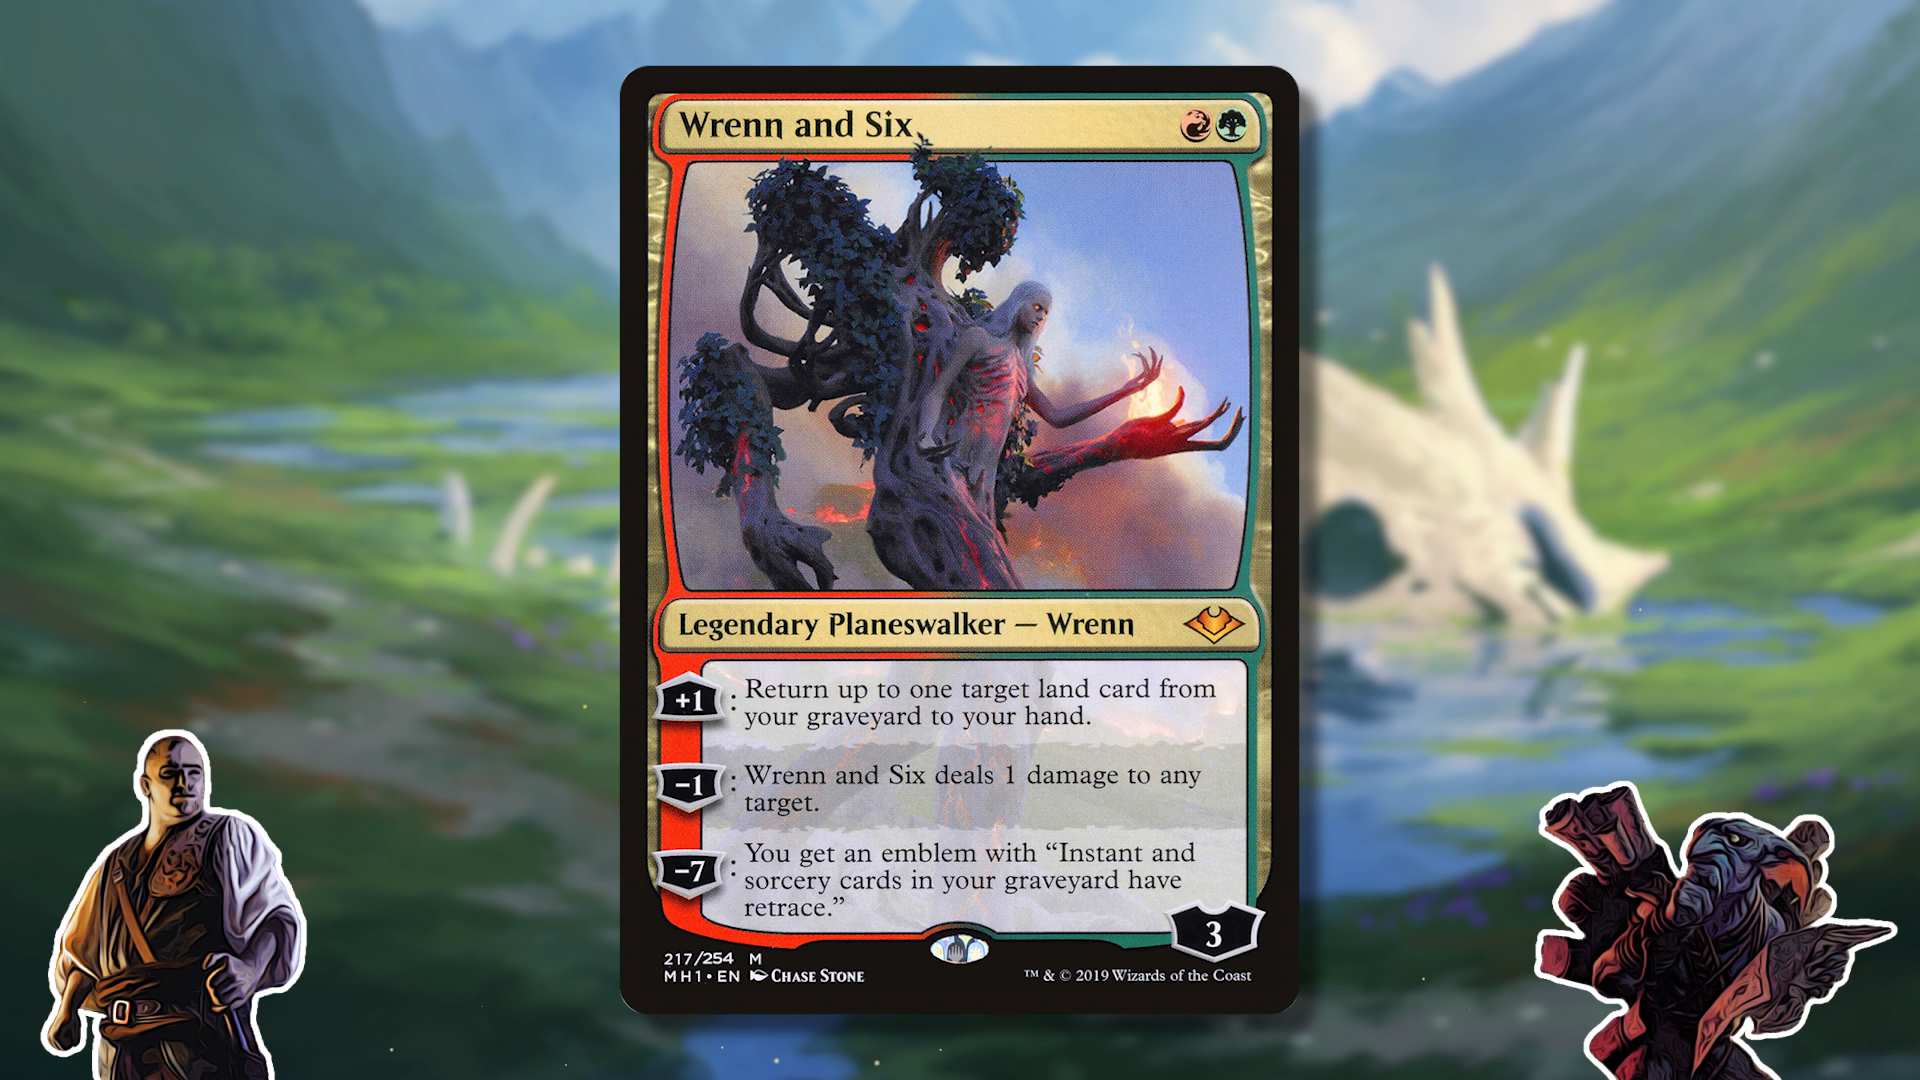 Wrenn and Six
Legendary Planeswalker — Wrenn
+1 : Return up to one target land card from
your graveyard to your hand.
−1 : Wrenn and Six deals 1 damage to any
target.
−7 : You get an emblem with “Instant and
sorcery cards in your graveyard have
retrace.”
3
217/254 M
MH1 • EN Chase Stone
™ & © 2019 Wizards of the Coast